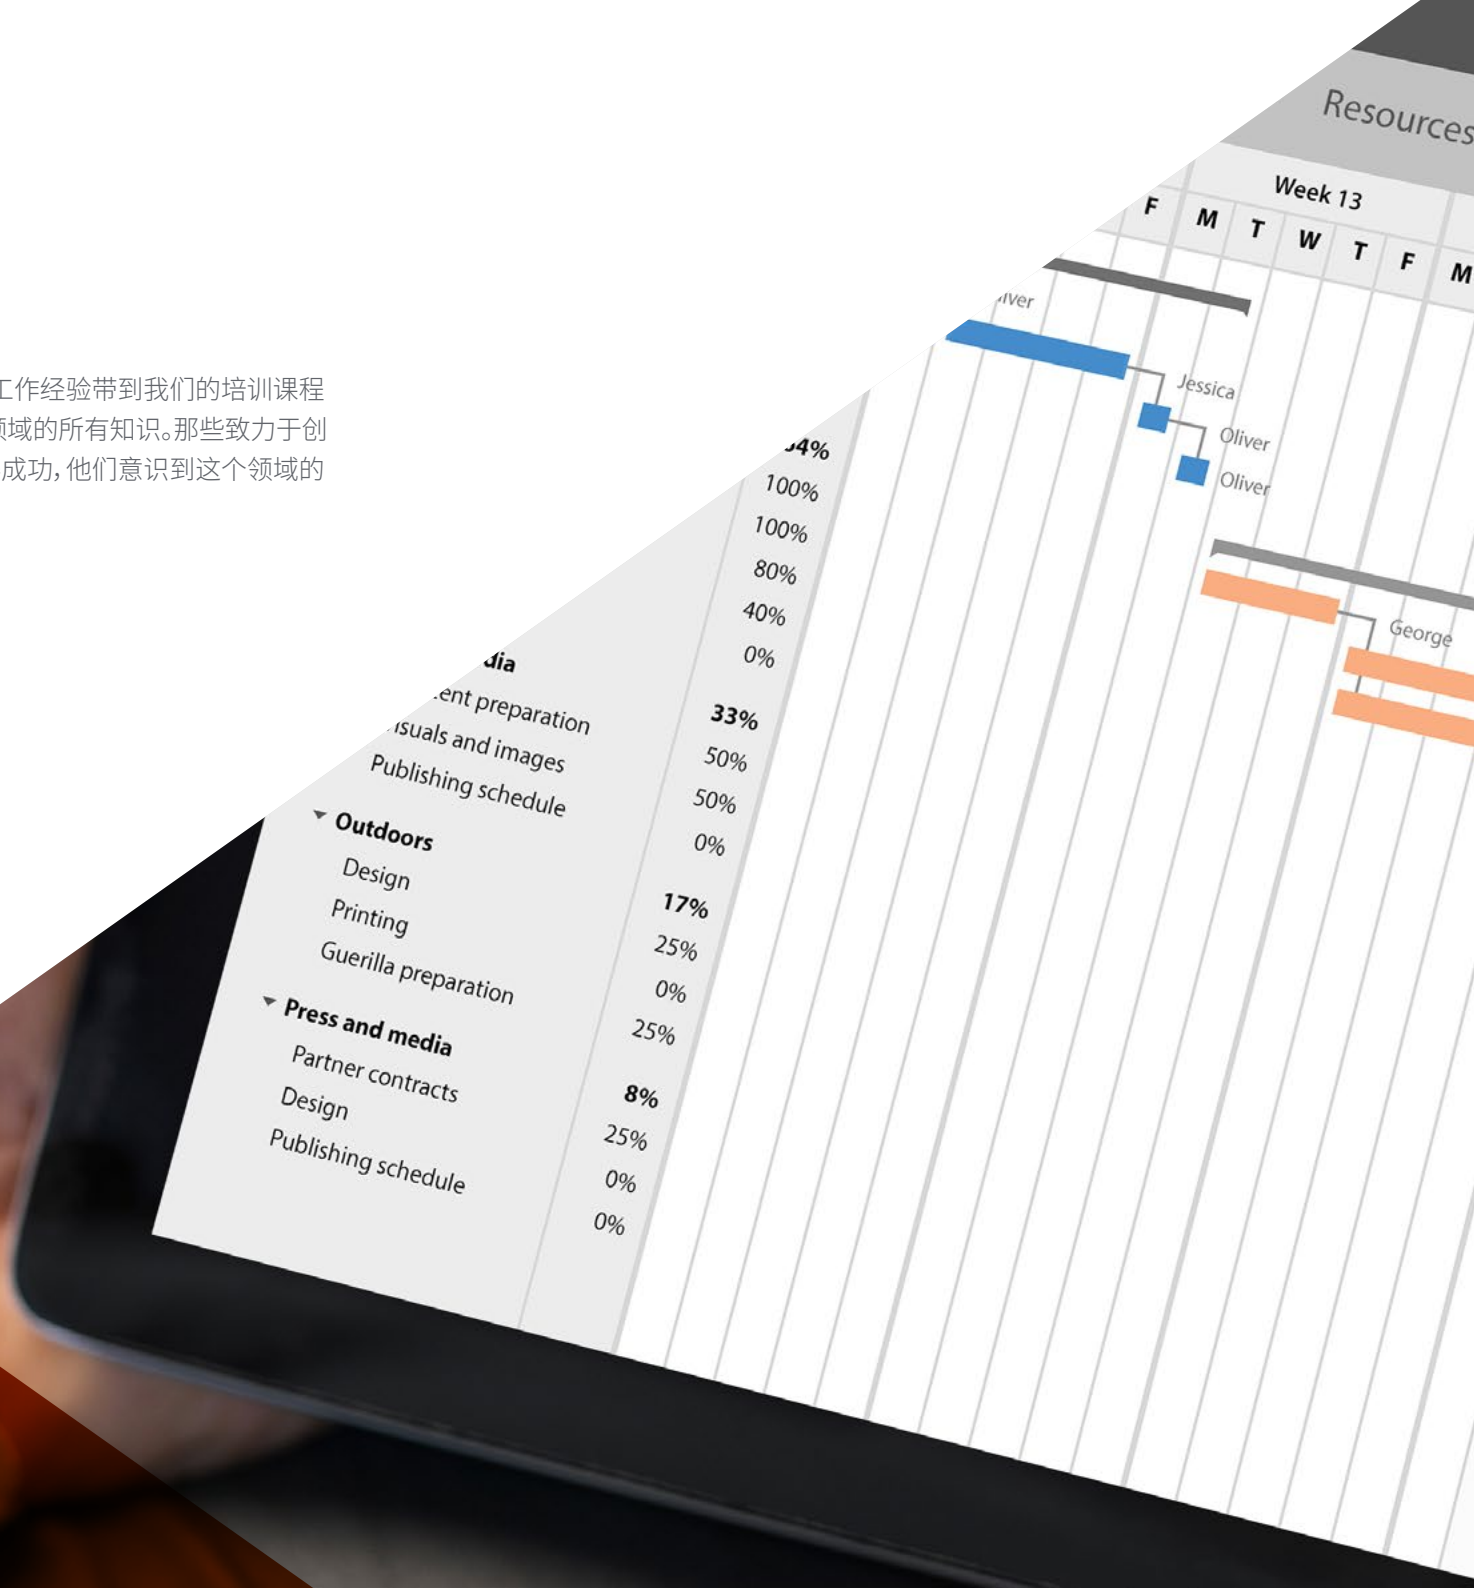 工作经验带到我们的培训课程
领域的所有知识。那些致力于创
成功，他们意识到这个领域的
Resources
Week 13
F M T W T F M
Jessica
Oliver
Oliver
George
100%
100%
80%
40%
0%
preparation 33%
and images 50%
Publishing schedule 50%
0%
Outdoors
Design 17%
Printing 25%
Guerilla preparation 0%
25%
Press and media
Partner contracts 8%
Design 25%
Publishing schedule 0%
0%